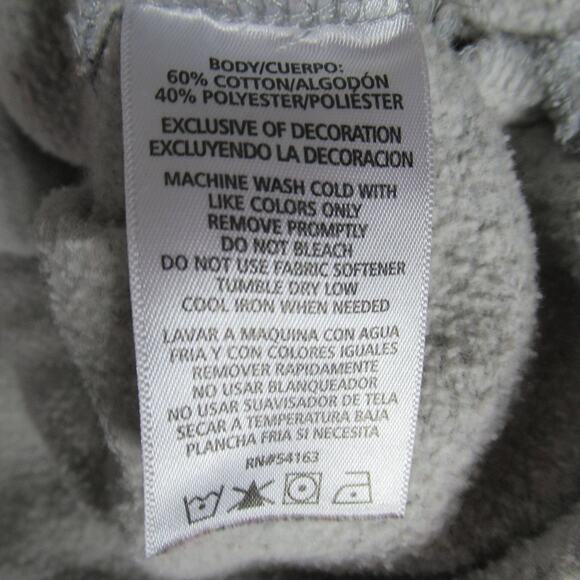 BODY/CUERPO:
60% COTTON/ALGODÓN
40% POLYESTER/POLIÉSTER
EXCLUSIVE OF DECORATION
EXCLUYENDO LA DECORACION
MACHINE WASH COLD WITH
LIKE COLORS ONLY
REMOVE PROMPTLY
DO NOT BLEACH
DO NOT USE FABRIC SOFTENER
TUMBLE DRY LOW
COOL IRON WHEN NEEDED
LAVAR A MAQUINA CON AGUA
FRIA Y CON COLORES IGUALES
REMOVER RAPIDAMENTE
NO USAR BLANQUEADOR
NO USAR SUAVISADOR DE TELA
SECAR A TEMPERATURA BAJA
PLANCHA FRIA SI NECESITA
RN#54163